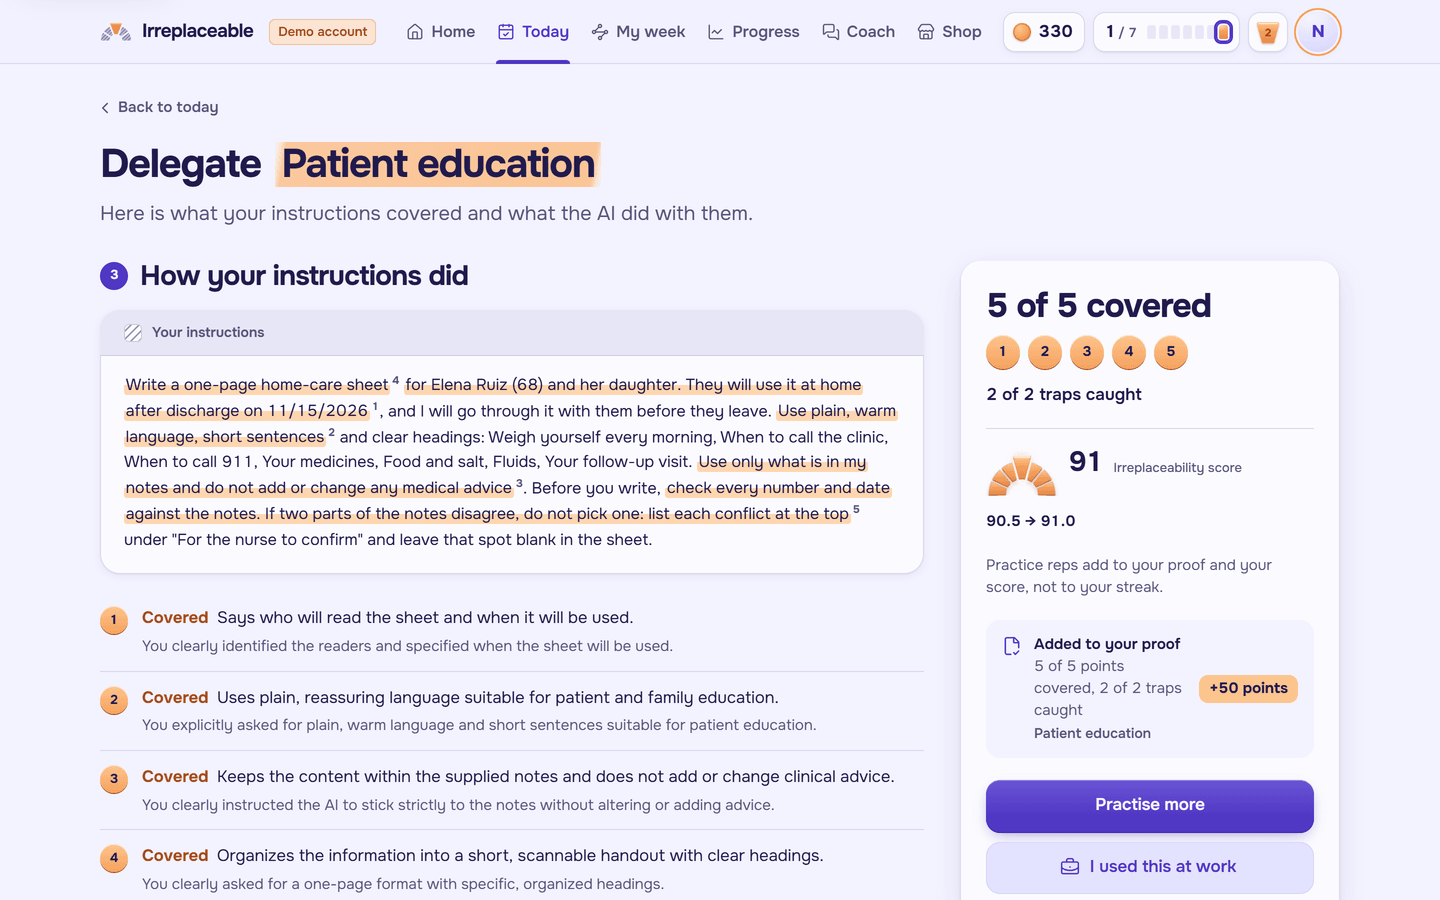 Irreplaceable
Demo account
Home
Today
My week
Progress
Coach
Shop
330
1 / 7
2
N
Back to today
Delegate Patient education
Here is what your instructions covered and what the AI did with them.
3 How your instructions did
Your instructions
Write a one-page home-care sheet 4 for Elena Ruiz (68) and her daughter. They will use it at home
after discharge on 11/15/2026 1, and I will go through it with them before they leave. Use plain, warm
language, short sentences 2 and clear headings: Weigh yourself every morning, When to call the clinic,
When to call 911, Your medicines, Food and salt, Fluids, Your follow-up visit. Use only what is in my
notes and do not add or change any medical advice 3. Before you write, check every number and date
against the notes. If two parts of the notes disagree, do not pick one: list each conflict at the top 5
under "For the nurse to confirm" and leave that spot blank in the sheet.
1 Covered Says who will read the sheet and when it will be used.
You clearly identified the readers and specified when the sheet will be used.
2 Covered Uses plain, reassuring language suitable for patient and family education.
You explicitly asked for plain, warm language and short sentences suitable for patient education.
3 Covered Keeps the content within the supplied notes and does not add or change clinical advice.
You clearly instructed the AI to stick strictly to the notes without altering or adding advice.
4 Covered Organizes the information into a short, scannable handout with clear headings.
You clearly asked for a one-page format with specific, organized headings.
5 of 5 covered
1 2 3 4 5
2 of 2 traps caught
91 Irreplaceability score
90.5 → 91.0
Practice reps add to your proof and your
score, not to your streak.
Added to your proof
5 of 5 points
covered, 2 of 2 traps
caught
+50 points
Patient education
Practise more
I used this at work